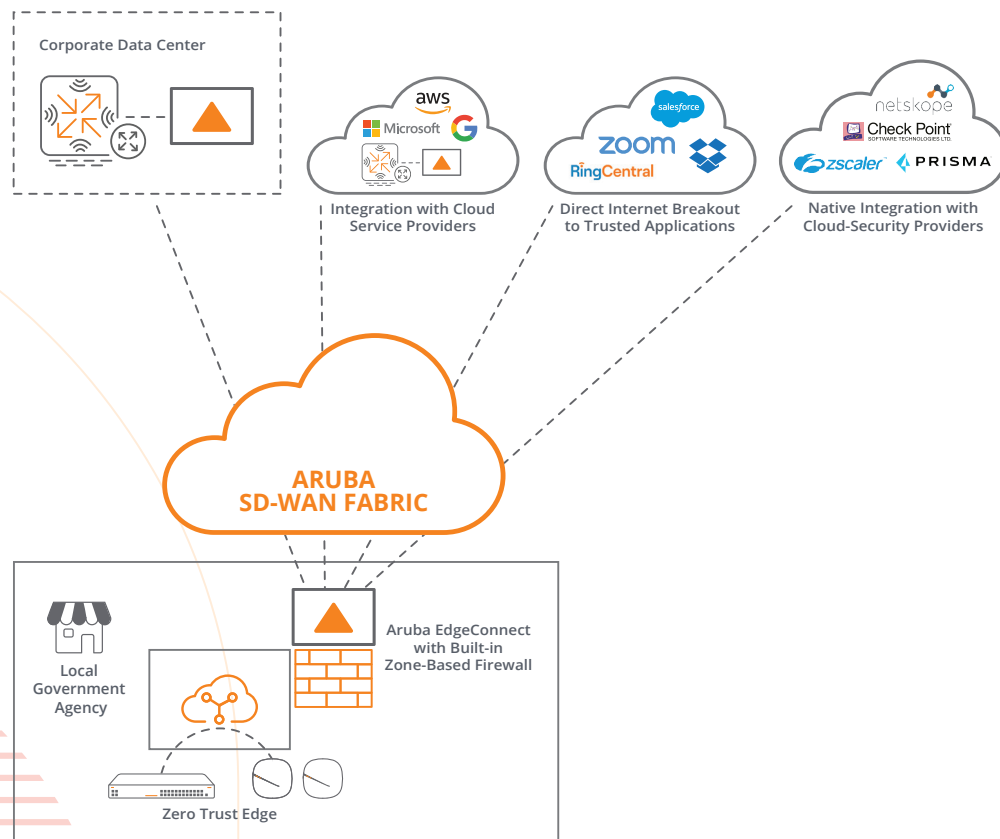 Corporate Data Center
aws
Microsoft
G
Integration with Cloud
Service Providers
salesforce
zoom
RingCentral
Direct Internet Breakout
to Trusted Applications
netskope
Check Point
SOFTWARE TECHNOLOGIES LTD.
zscaler
PRISMA
Native Integration with
Cloud-Security Providers
ARUBA
SD-WAN FABRIC
Local
Government
Agency
Aruba EdgeConnect
with Built-in
Zone-Based Firewall
Zero Trust Edge